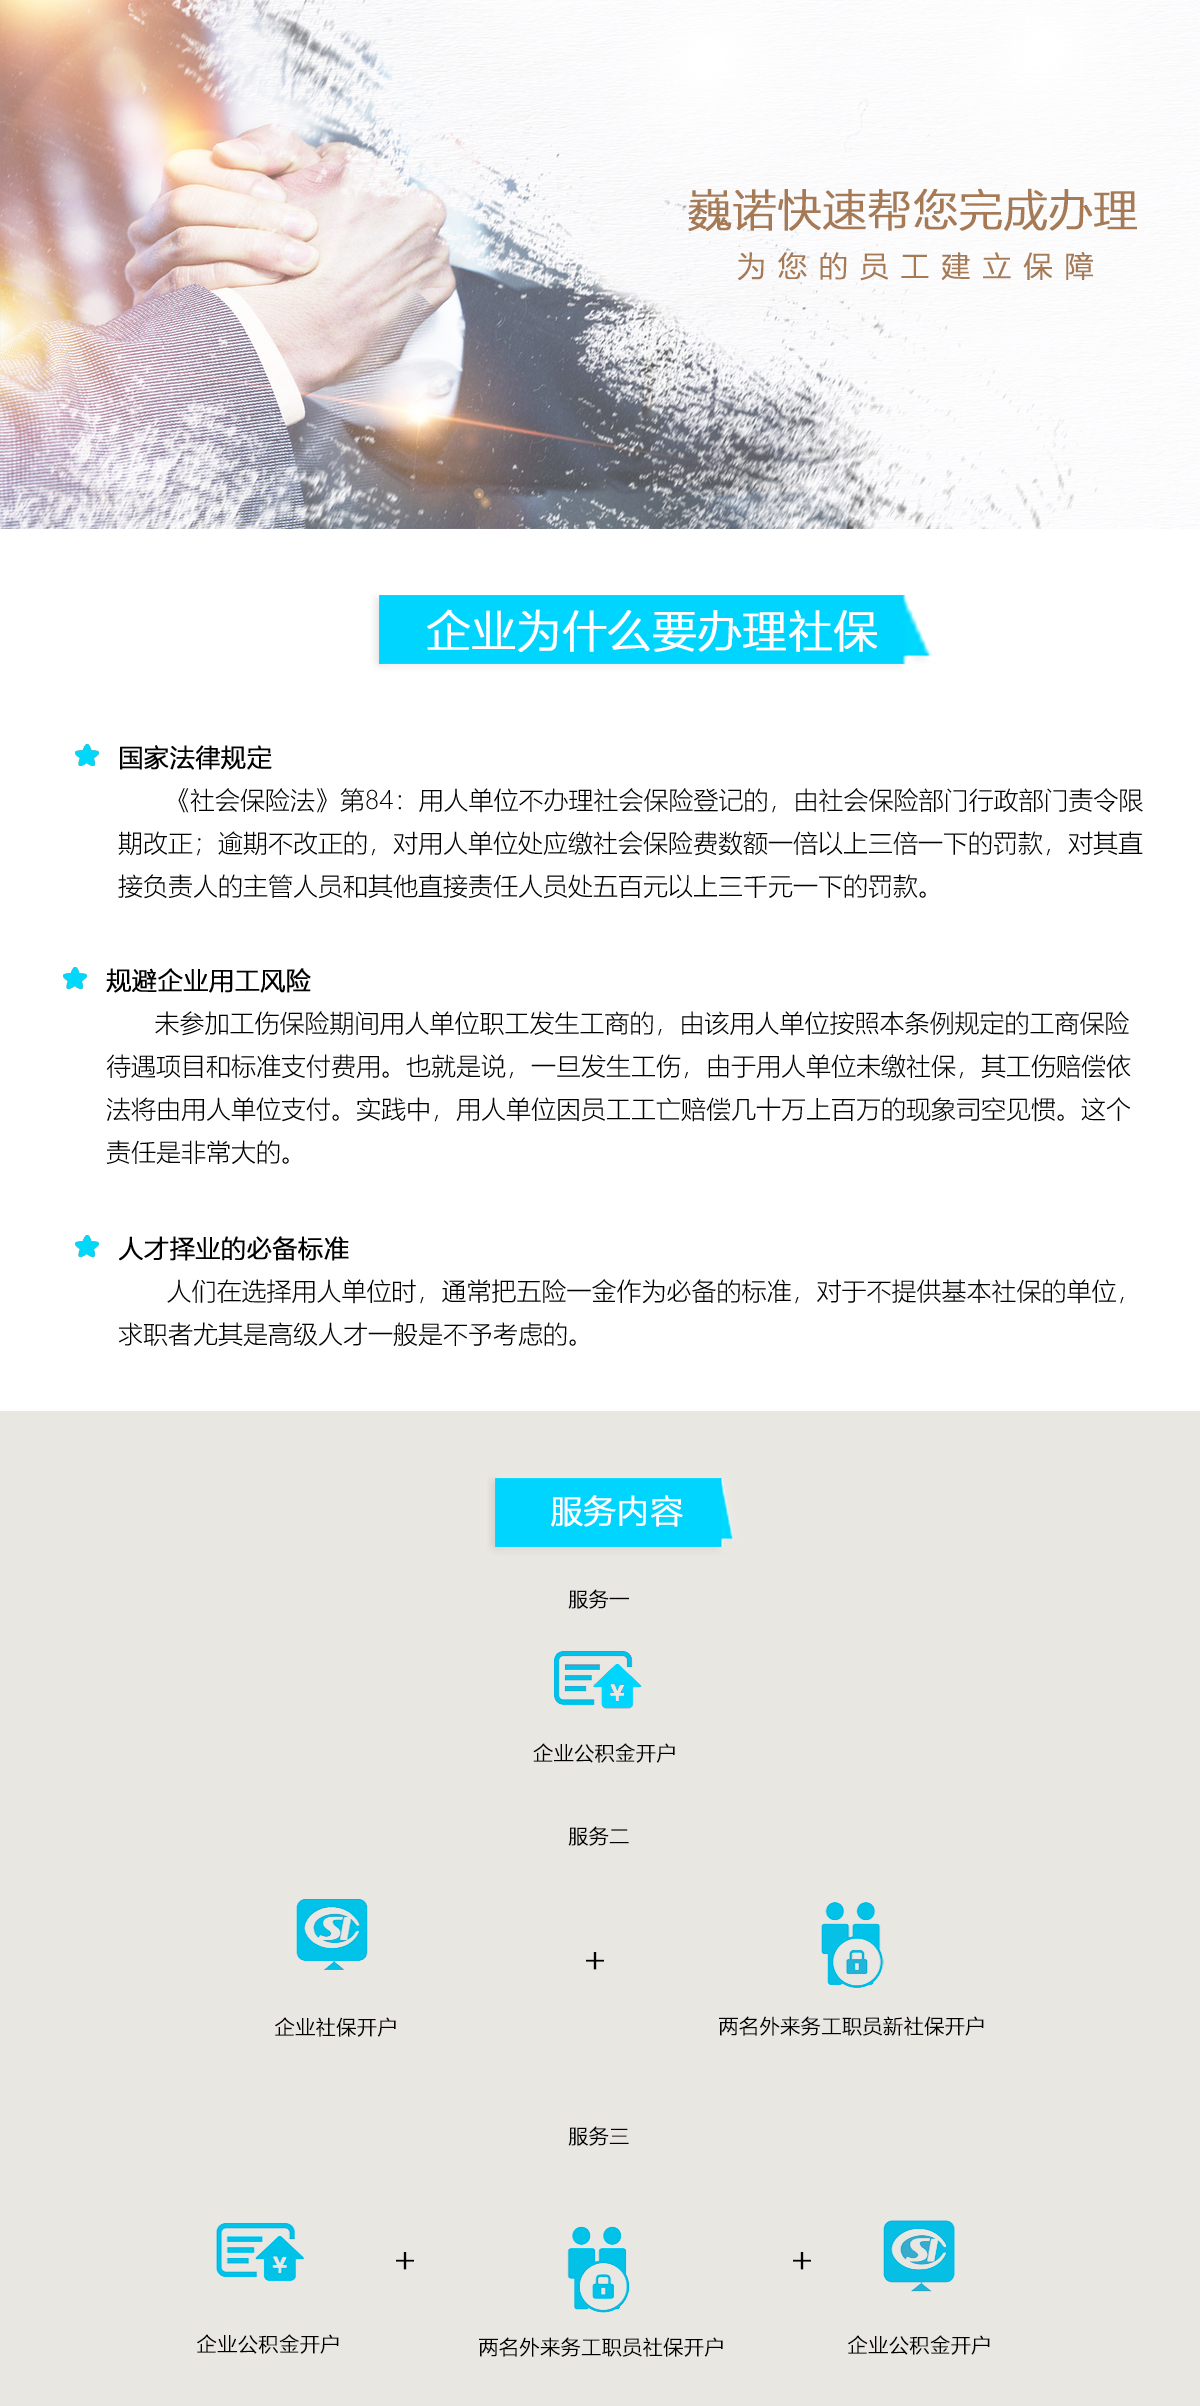 巍诺快速帮您完成办理
为您的员工建立保障
企业为什么要办理社保
国家法律规定
《社会保险法》第84：用人单位不办理社会保险登记的，由社会保险部门行政部门责令限
期改正；逾期不改正的，对用人单位处应缴社会保险费数额一倍以上三倍一下的罚款，对其直
接负责人的主管人员和其他直接责任人员处五百元以上三千元一下的罚款。
规避企业用工风险
未参加工伤保险期间用人单位职工发生工商的，由该用人单位按照本条例规定的工商保险
待遇项目和标准支付费用。也就是说，一旦发生工伤，由于用人单位未缴社保，其工伤赔偿依
法将由用人单位支付。实践中，用人单位因员工工亡赔偿几十万上百万的现象司空见惯。这个
责任是非常大的。
人才择业的必备标准
人们在选择用人单位时，通常把五险一金作为必备的标准，对于不提供基本社保的单位，
求职者尤其是高级人才一般是不予考虑的。
服务内容
服务一
¥
企业公积金开户
服务二
SI
+
企业社保开户
两名外来务工职员新社保开户
服务三
¥
+
+
SI
企业公积金开户
两名外来务工职员社保开户
企业公积金开户